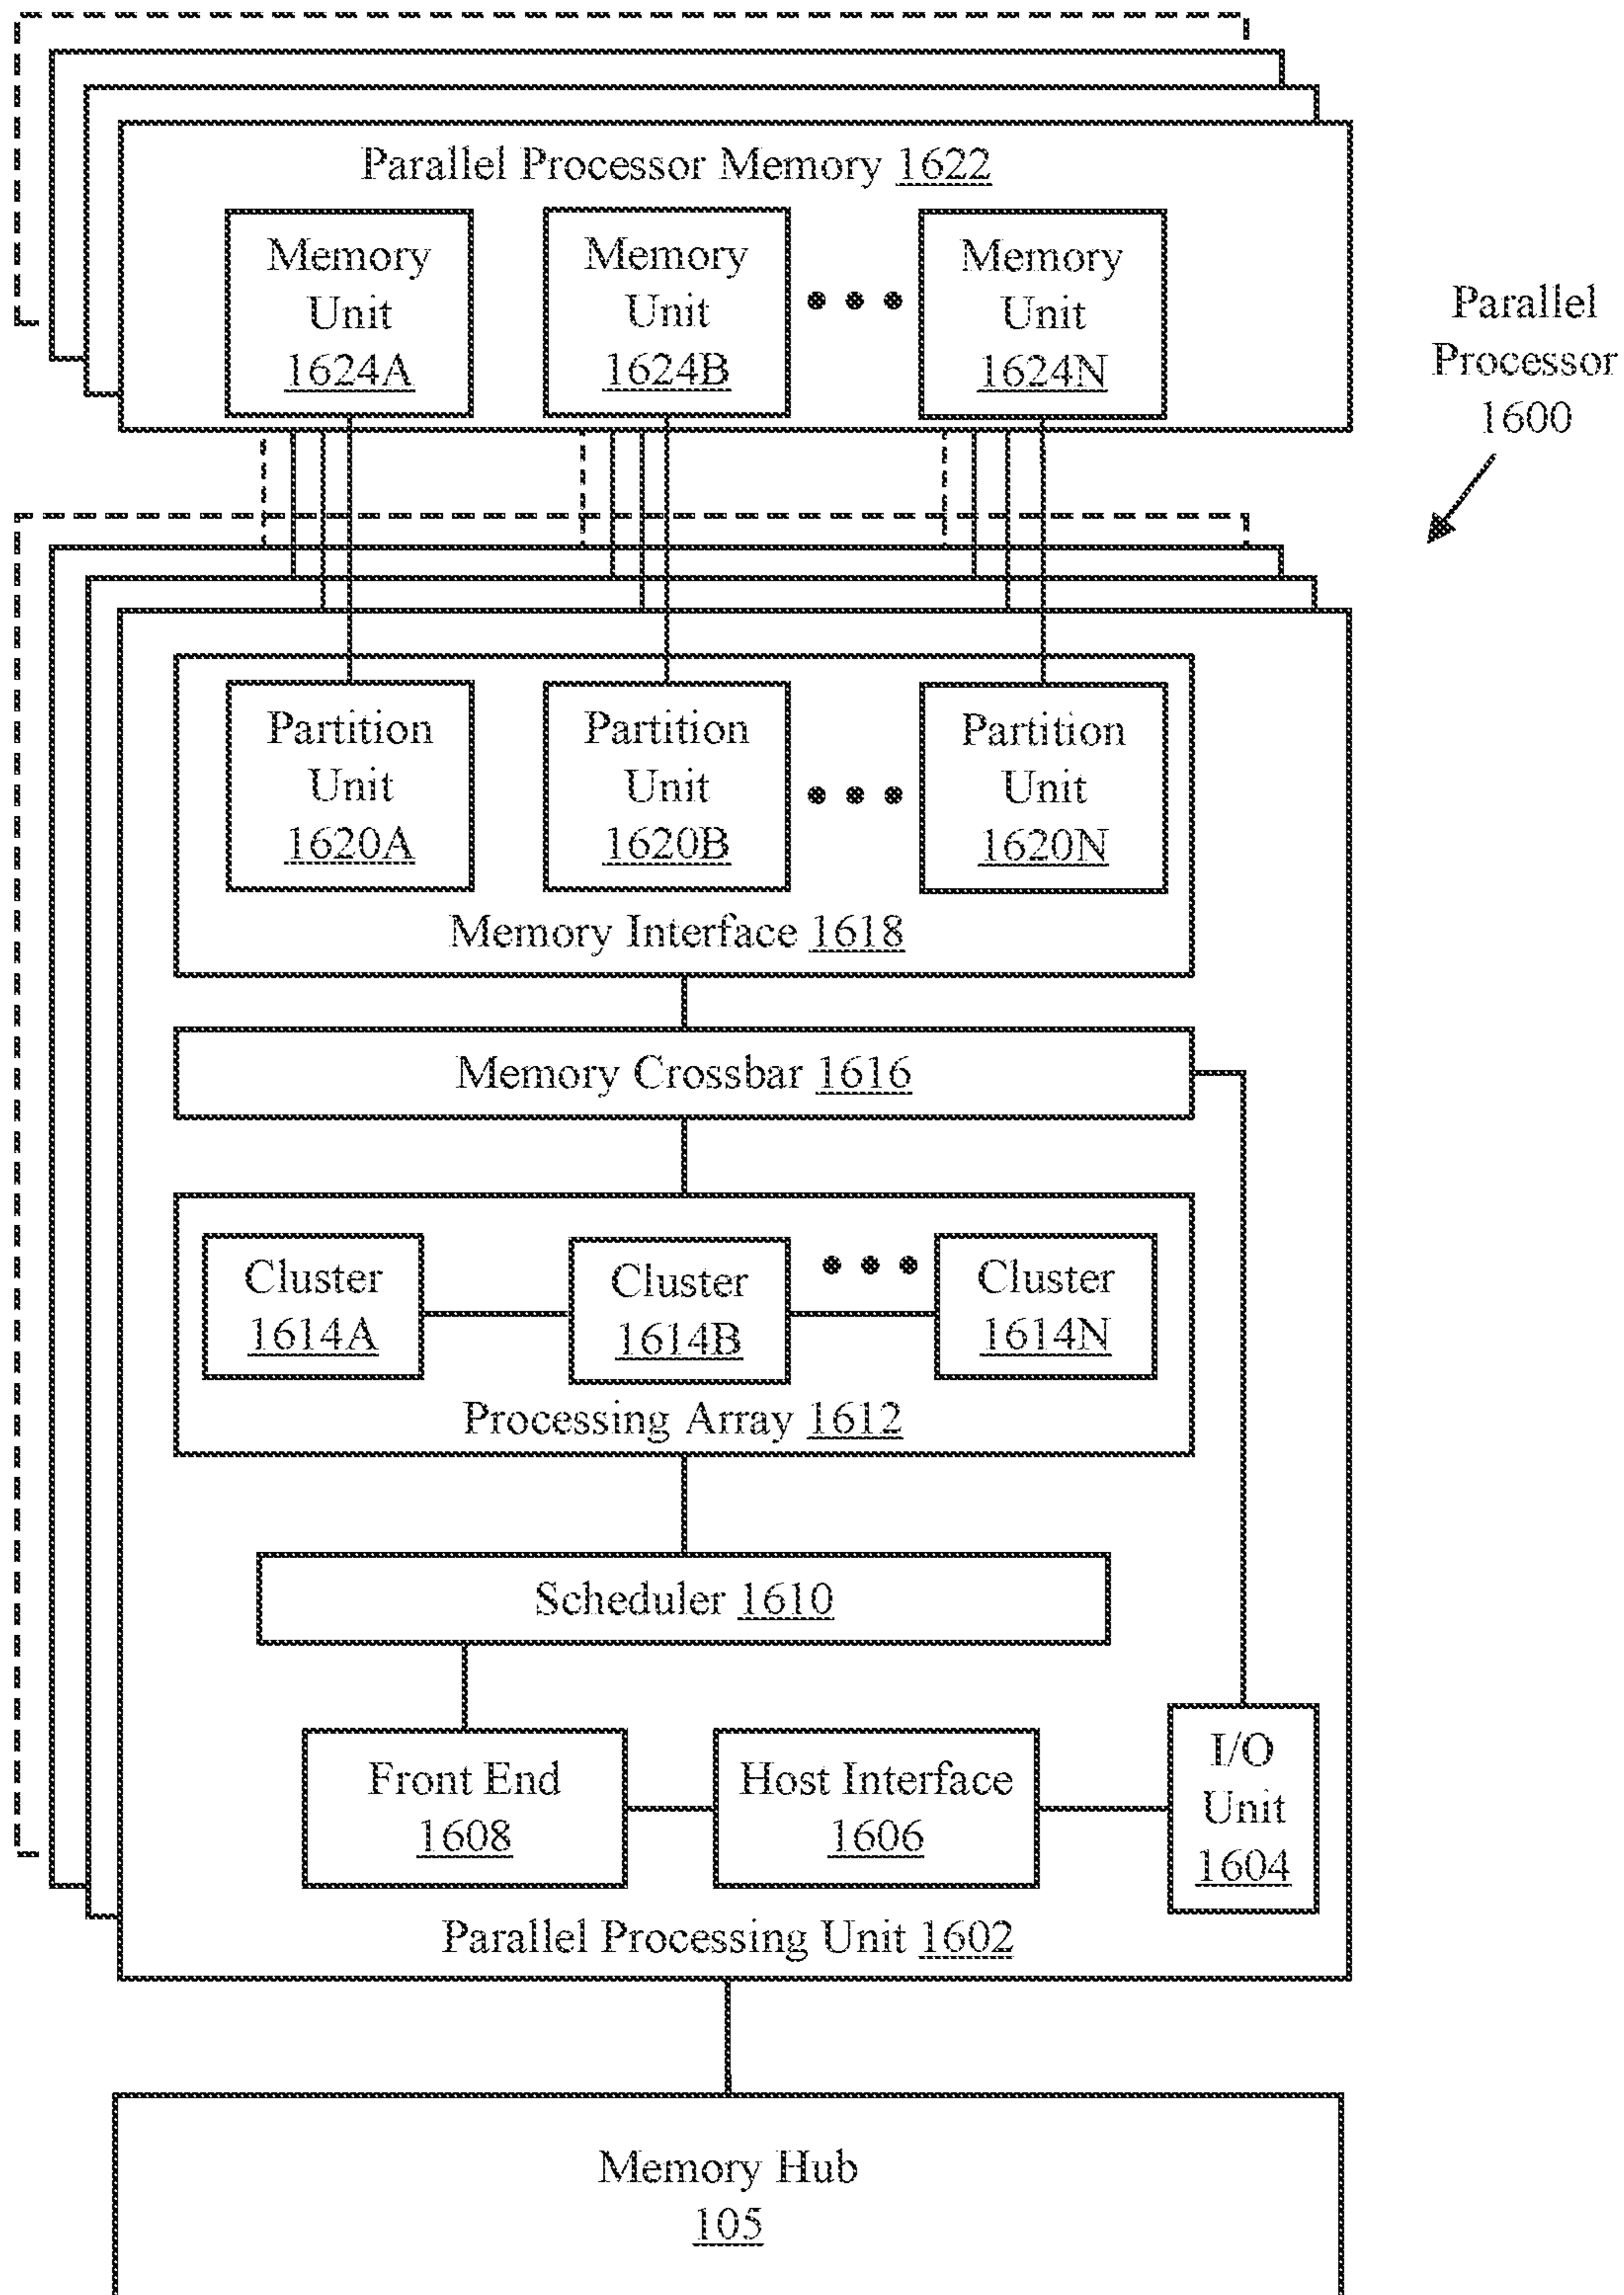 Parallel Processor Memory 1622
Memory
Unit
1624A
Memory
Unit
1624B
Memory
Unit
1624N
Parallel
Processor
1600
Partition
Unit
1620A
Partition
Unit
1620B
Partition
Unit
1620N
Memory Interface 1618
Memory Crossbar 1616
Cluster
1614A
Cluster
1614B
Cluster
1614N
Processing Array 1612
Scheduler 1610
Front End
1608
Host Interface
1606
I/O
Unit
1604
Parallel Processing Unit 1602
Memory Hub
105